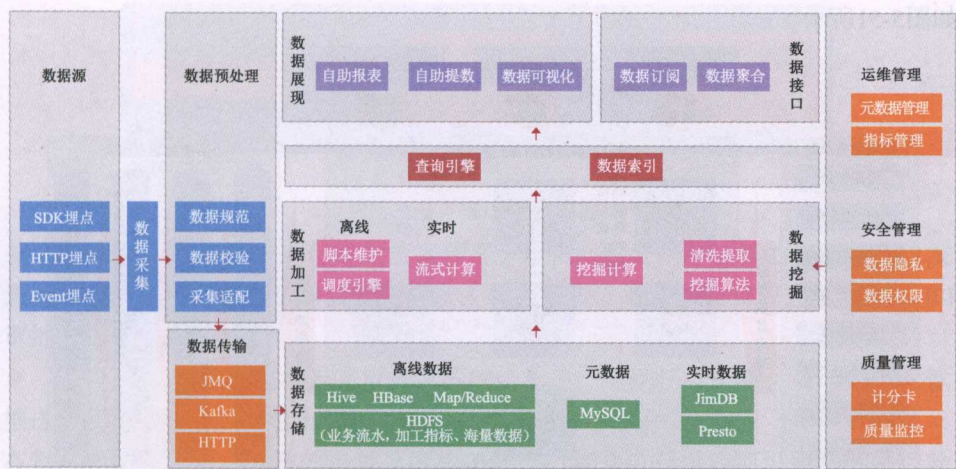 数据源
SDK埋点
HTTP埋点
Event埋点
数据采集
数据预处理
数据规范
数据校验
采集适配
数据传输
JMQ
Kafka
HTTP
数据展现
自助报表
自助提数
数据可视化
数据订阅
数据聚合
数据接口
查询引擎
数据索引
数据加工
离线
脚本维护
调度引擎
实时
流式计算
挖掘计算
清洗提取
挖掘算法
数据挖掘
数据存储
离线数据
Hive HBase Map/Reduce
HDFS
（业务流水，加工指标、海量数据）
元数据
MySQL
实时数据
JimDB
Presto
运维管理
元数据管理
指标管理
安全管理
数据隐私
数据权限
质量管理
计分卡
质量监控